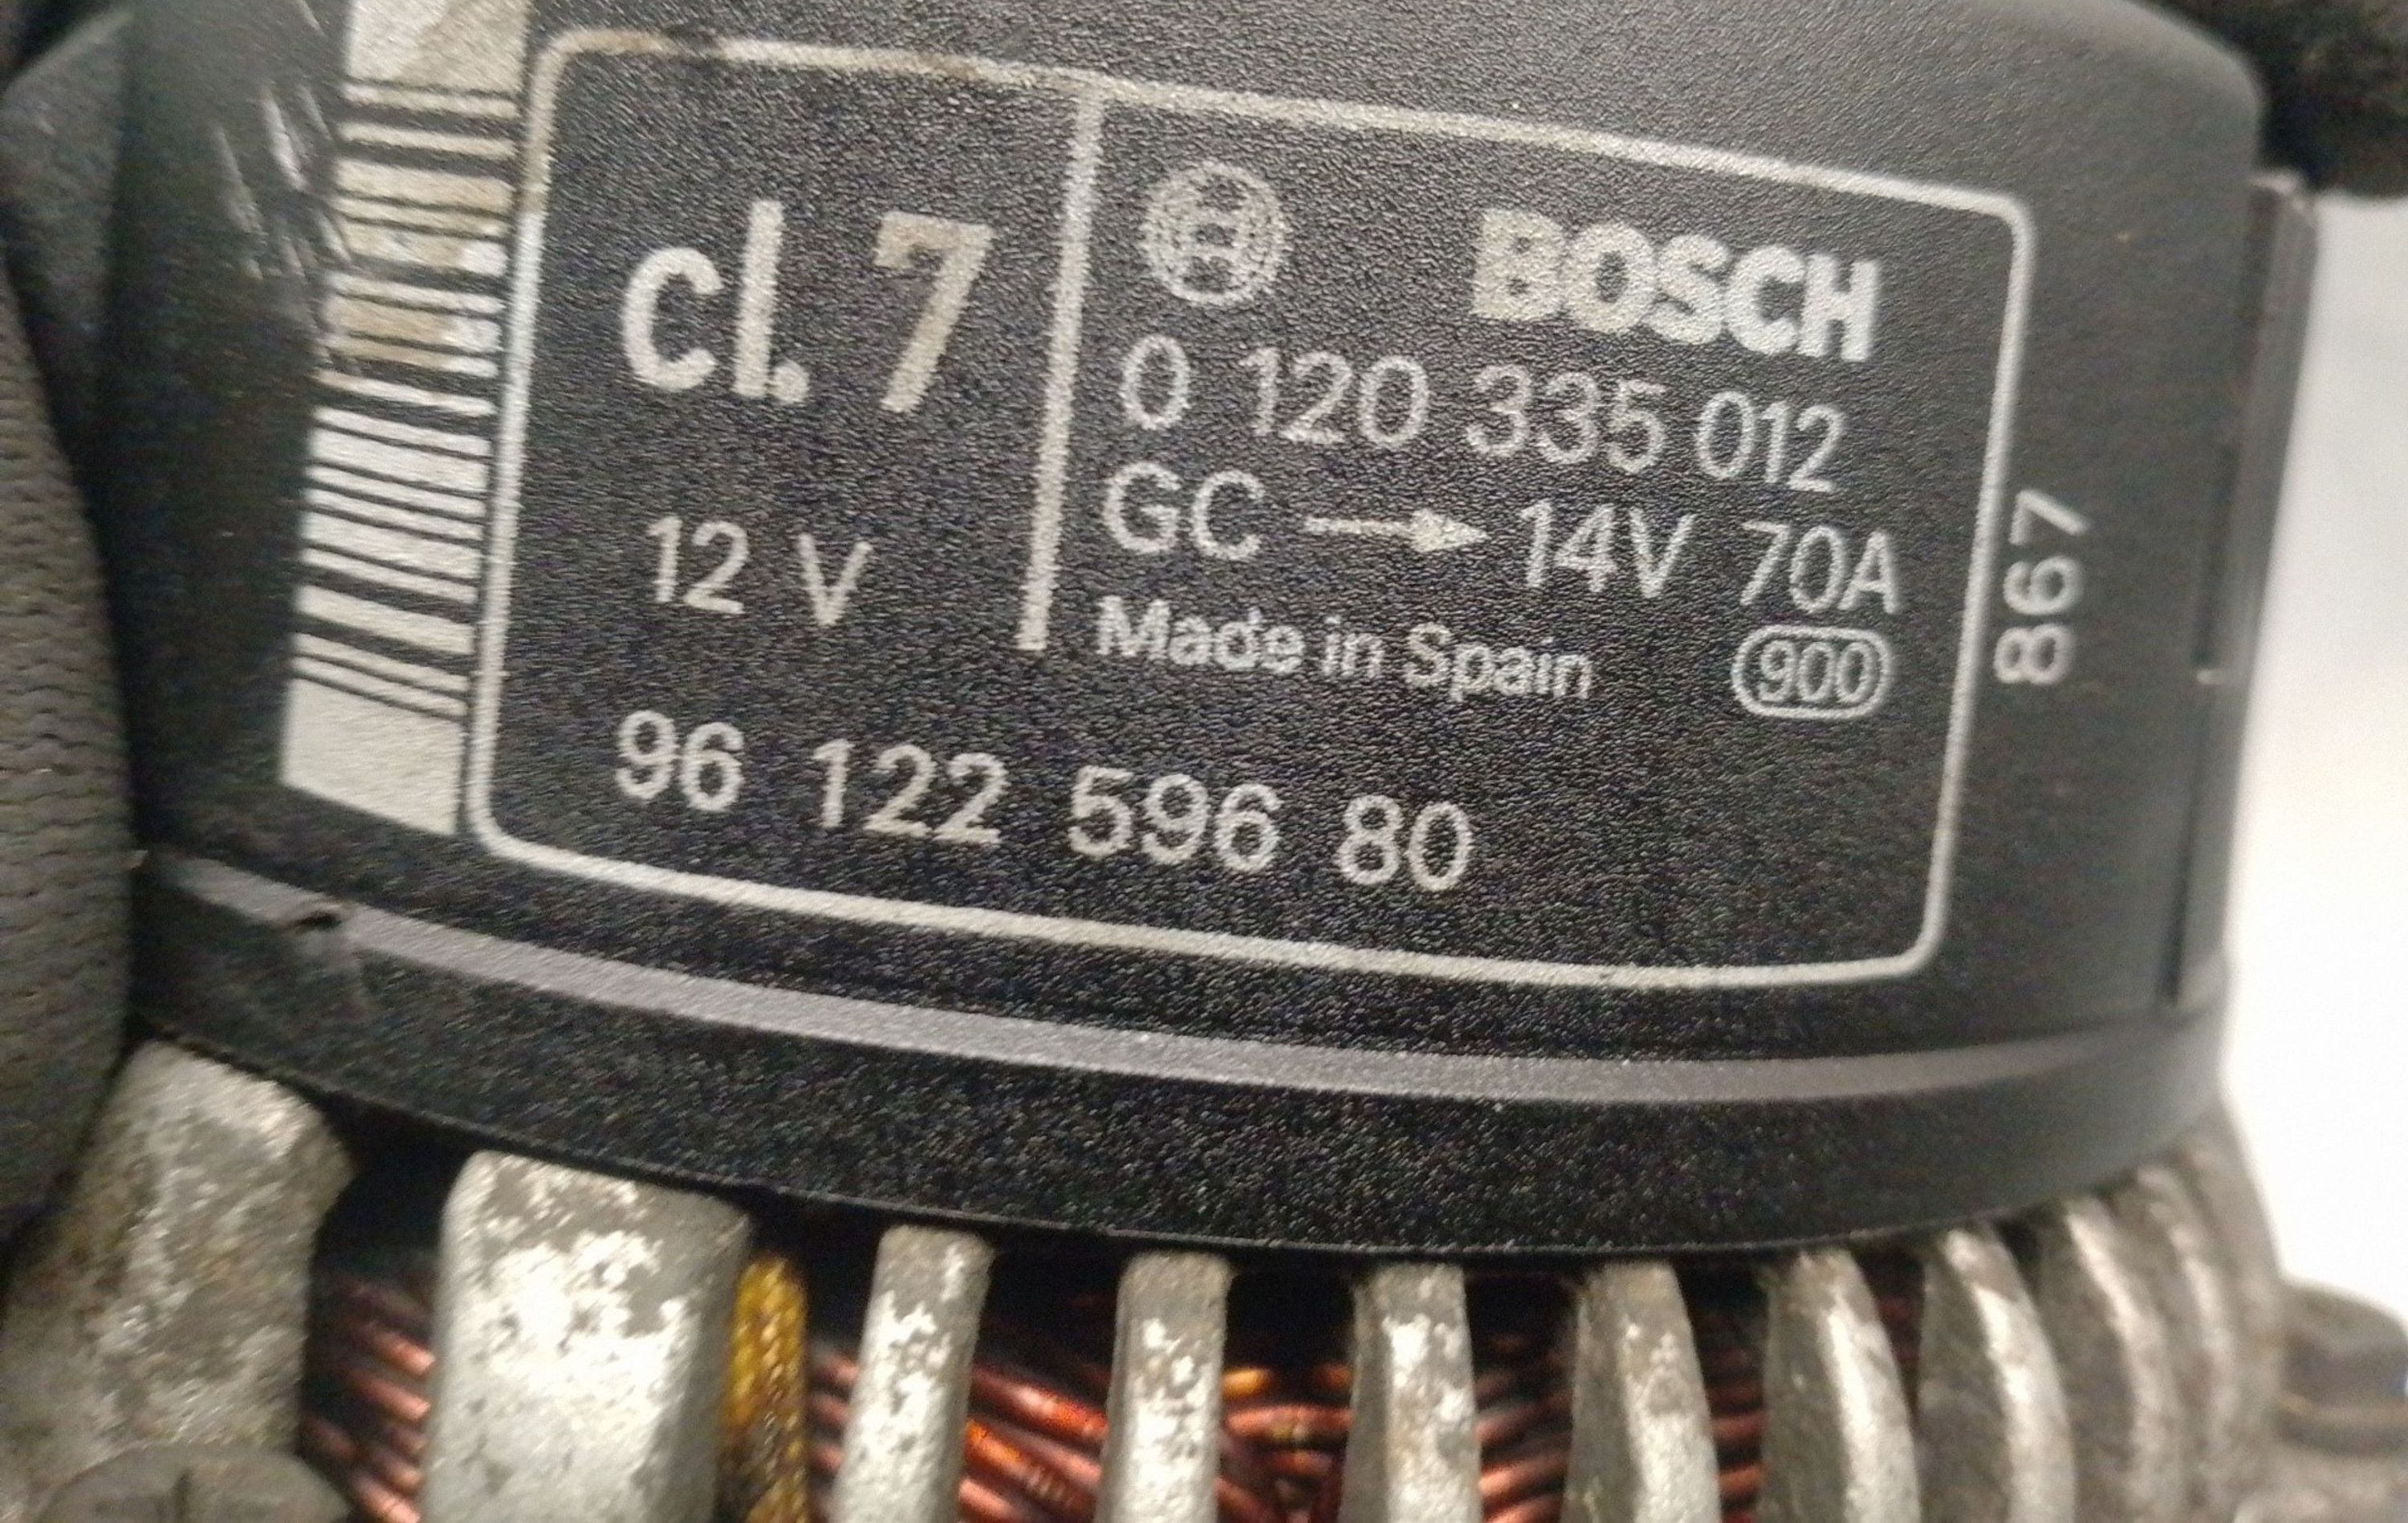 cl. 7
12 V
BOSCH
0 120 335 012
GC → 14V 70A
Made in Spain
900
96 122 596 80
867